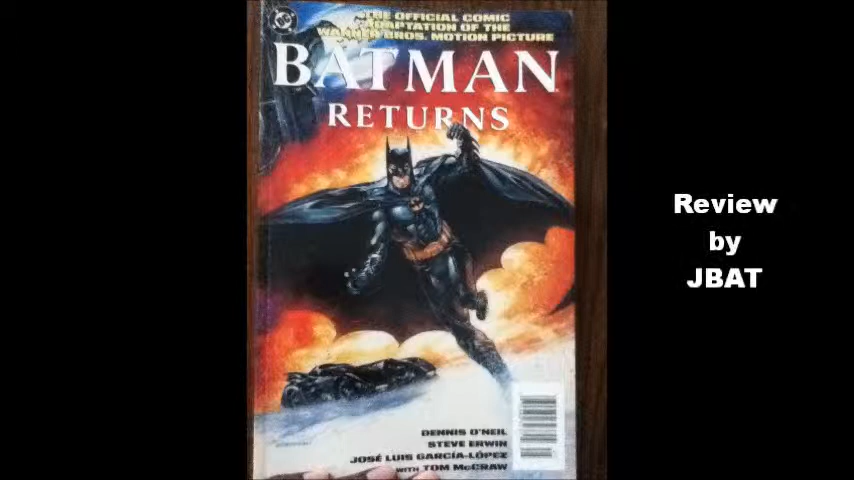 DC
THE OFFICIAL COMIC
ADAPTATION OF THE
WARNER BROS. MOTION PICTURE
BATMAN
RETURNS
Review
by
JBAT
DENNIS O'NEIL
STEVE ERWIN
JOSÉ LUIS GARCÍA-LÓPEZ
WITH TOM McCRAW